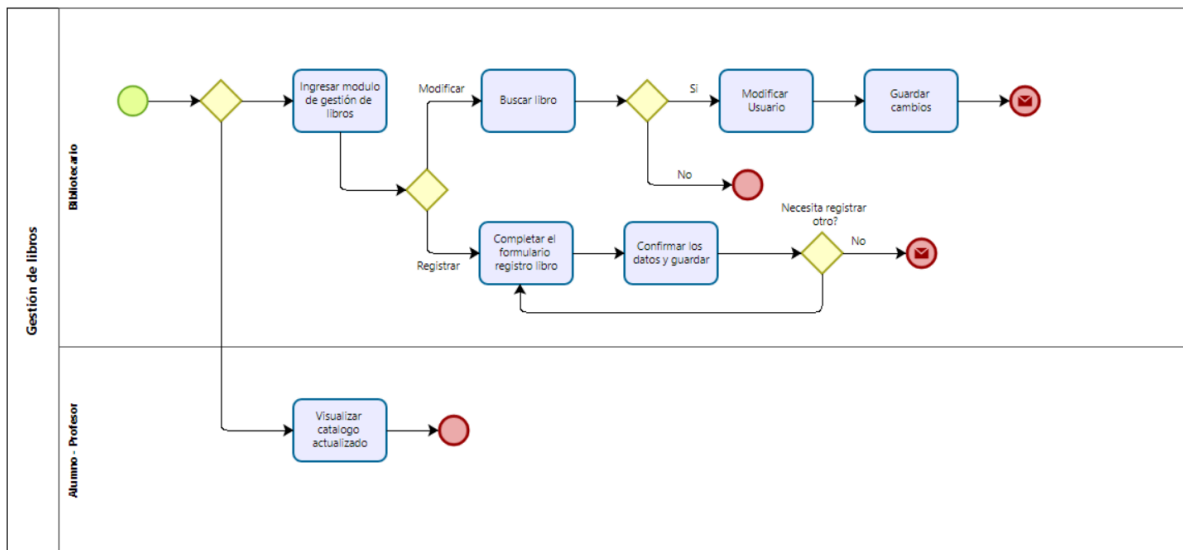 Gestión de libros
Bibliotecario
Ingresar modulo
de gestión de
libros
Modificar
Buscar libro
Si
Modificar
Usuario
Guardar
cambios
No
Registrar
Completar el
formulario
registro libro
Confirmar los
datos y guardar
Necesita registrar
otro?
No
Alumno - Profesor
Visualizar
catalogo
actualizado